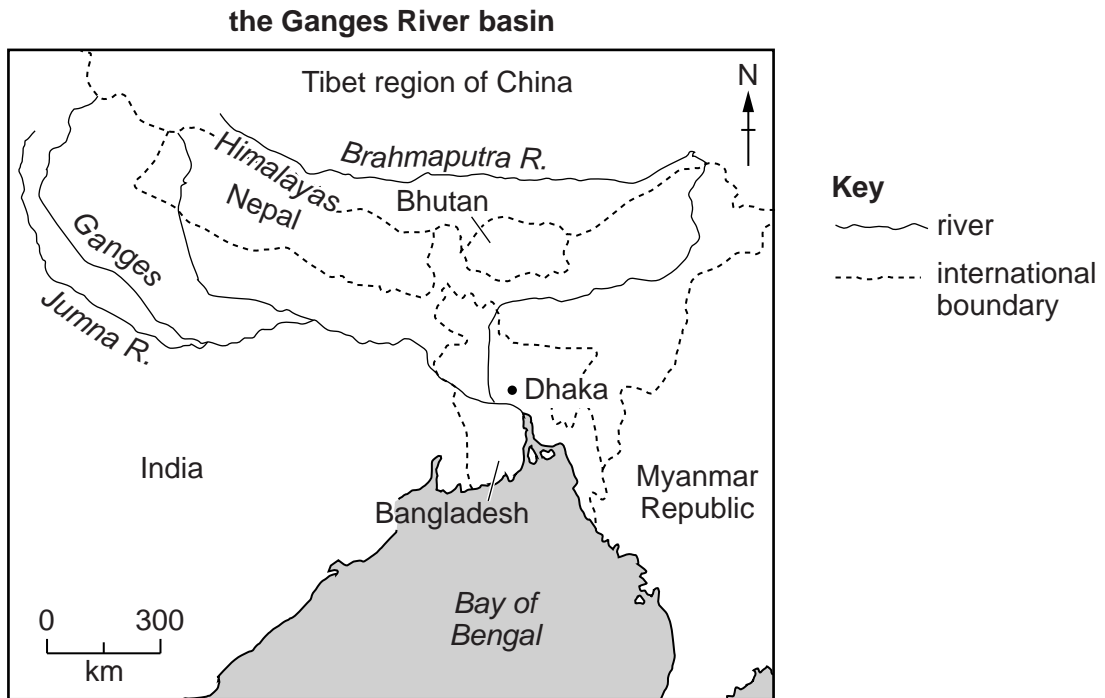 the Ganges River basin
Tibet region of China
N
Himalayas
Brahmaputra R.
Nepal
Bhutan
Ganges
Jumna R.
Dhaka
India
Bangladesh
Myanmar
Republic
Bay of
Bengal
0 300
km
Key
river
international
boundary